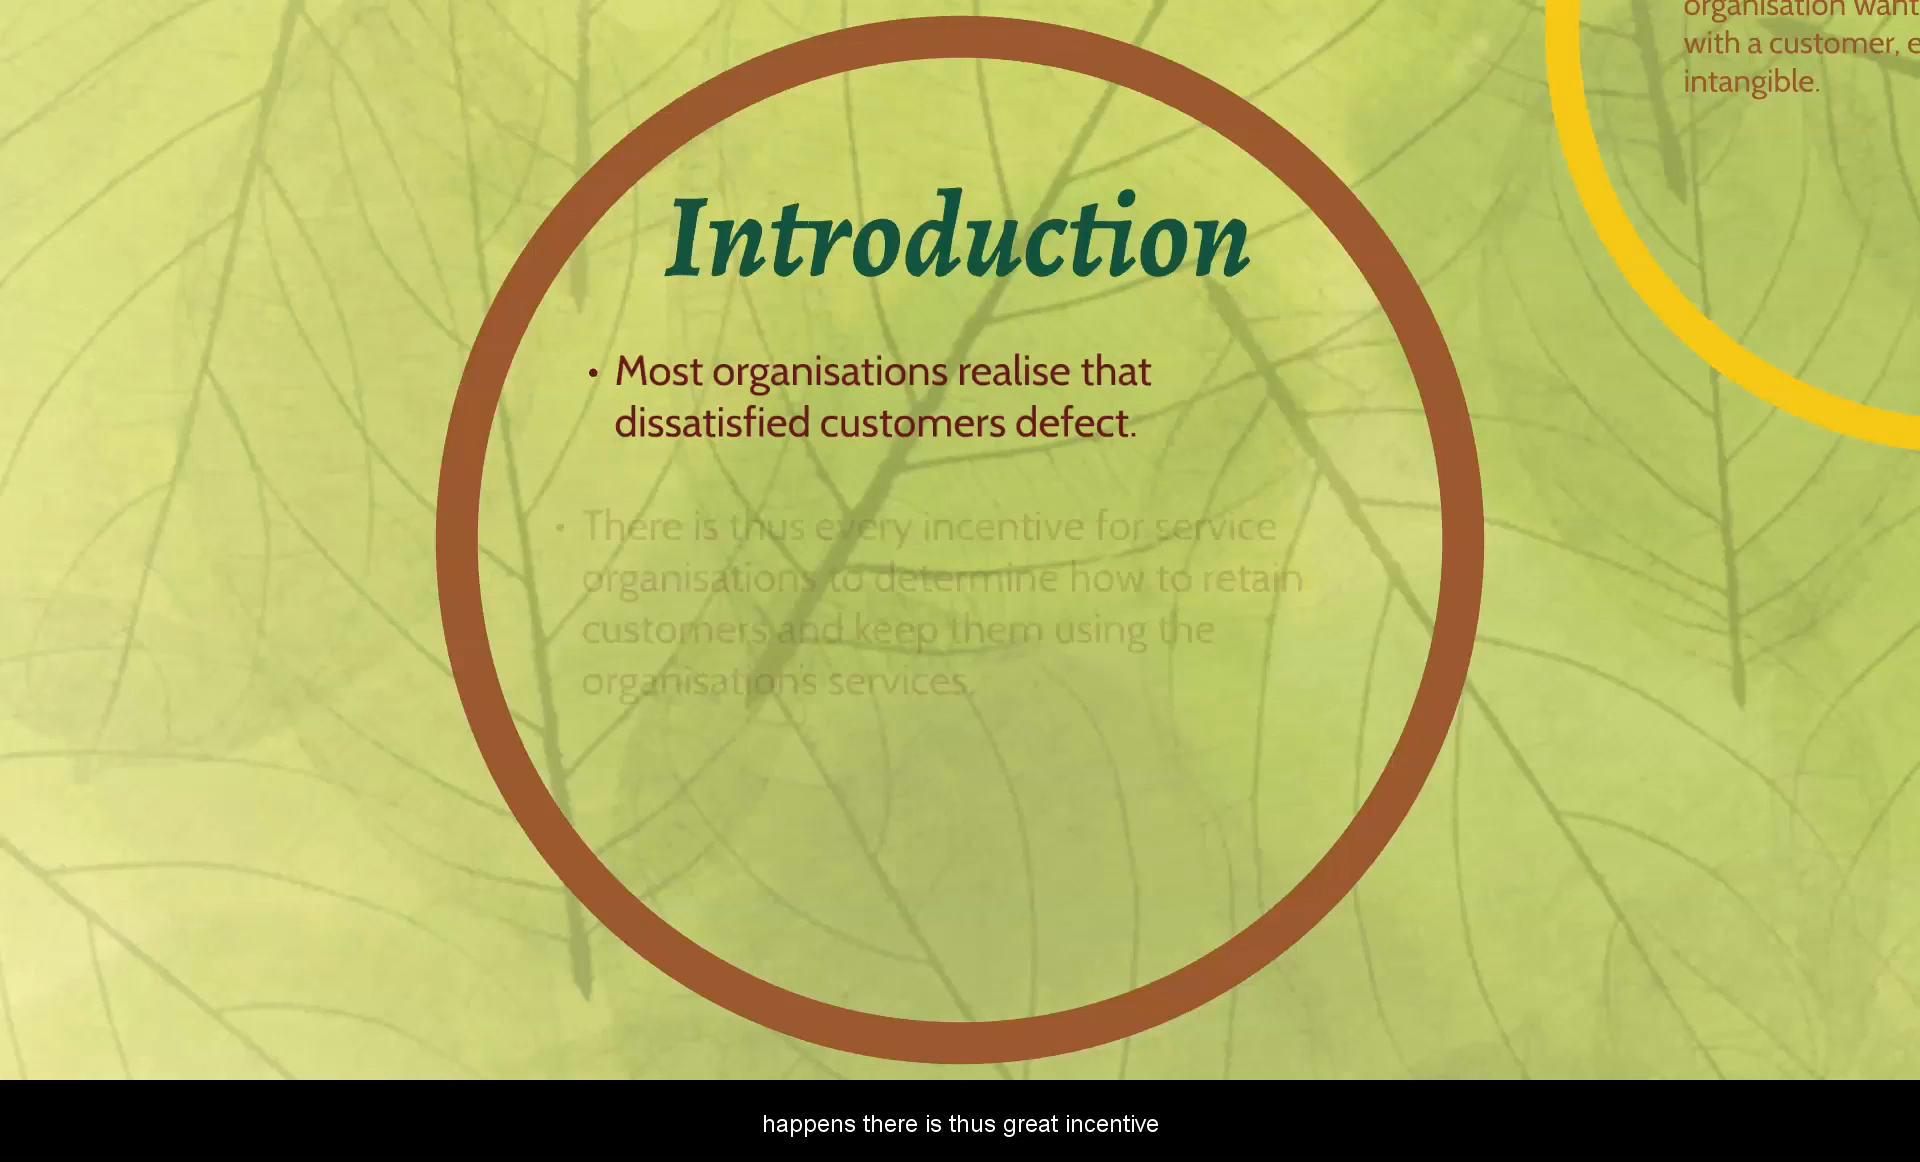 organisation want
with a customer, e
intangible.
Introduction
• Most organisations realise that
dissatisfied customers defect.
• There is thus every incentive for service
organisations to determine how to retain
customers and keep them using the
organisations services.
happens there is thus great incentive